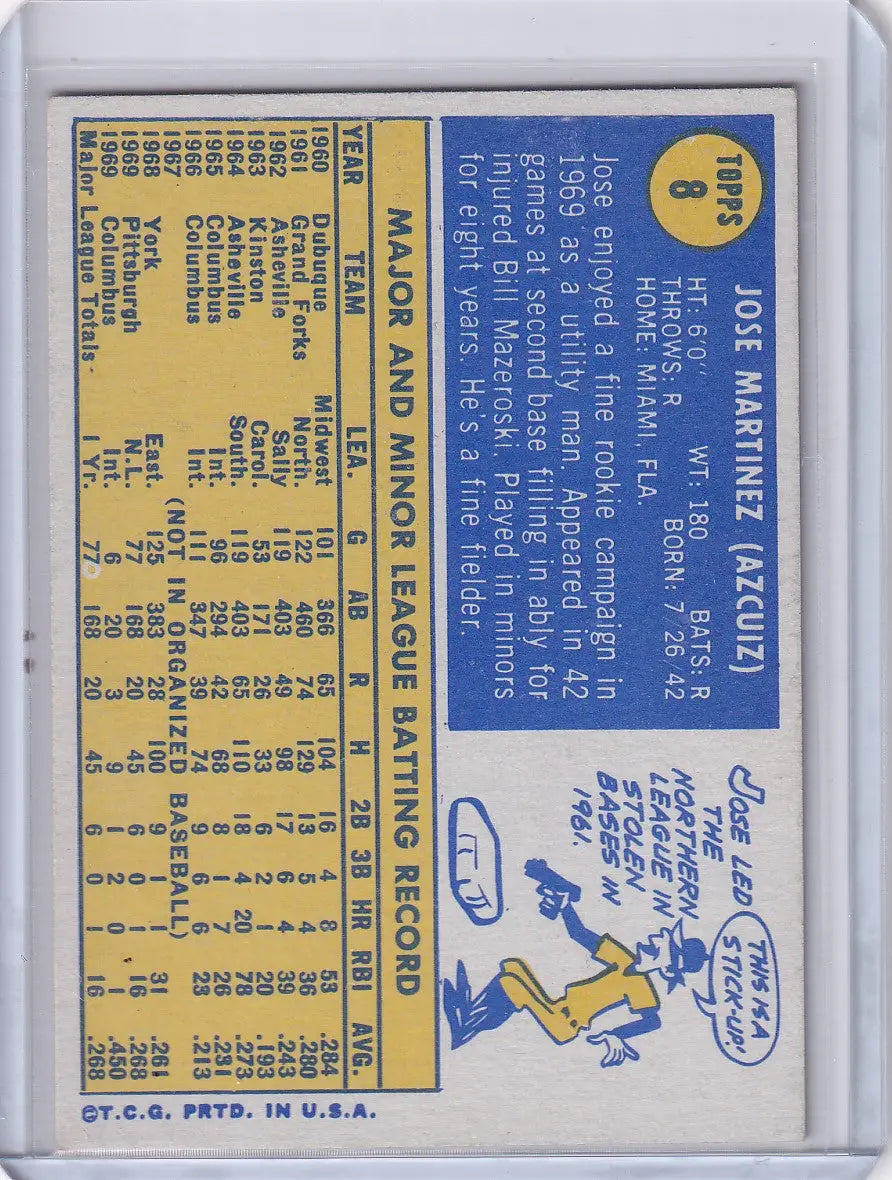 TOPPS
8
JOSE MARTINEZ (AZCUIZ)
HT: 6'0" WT: 180 BATS: R
THROWS: R BORN: 7/26/42
HOME: MIAMI, FLA.
Jose enjoyed a fine rookie campaign in
1969 as a utility man. Appeared in 42
games at second base filling in ably for
injured Bill Mazeroski. Played in minors
for eight years. He's a fine fielder.
JOSE LED
THE
NORTHERN
LEAGUE IN
STOLEN
BASES IN
1961.
THIS IS A
STICK-UP!
MAJOR AND MINOR LEAGUE BATTING RECORD
YEAR TEAM LEA. G AB R H 2B 3B HR RBI AVG.
1960 Dubuque Midwest 101 366 65 104 16 4 8 53 .284
1961 Grand Forks North. 122 460 74 129 13 5 4 36 .280
1962 Asheville Sally 119 403 49 98 17 6 4 39 .243
1963 Kinston Carol. 53 171 26 33 6 2 1 20 .193
1964 Asheville South. 119 403 65 110 18 4 20 78 .273
1965 Columbus Int. 96 294 42 68 8 1 7 26 .231
1966 Columbus Int. 111 347 39 74 9 6 6 23 .213
1967 (NOT IN ORGANIZED BASEBALL)
1968 York East. 125 383 28 100 9 1 1 31 .261
1969 Pittsburgh N.L. 77 168 20 45 6 0 1 16 .268
1969 Columbus Int. 6 20 3 9 1 2 0 1 .450
Major League Totals- 1 Yr. 77 168 20 45 6 0 1 16 .268
©T.C.G. PRTD. IN U.S.A.